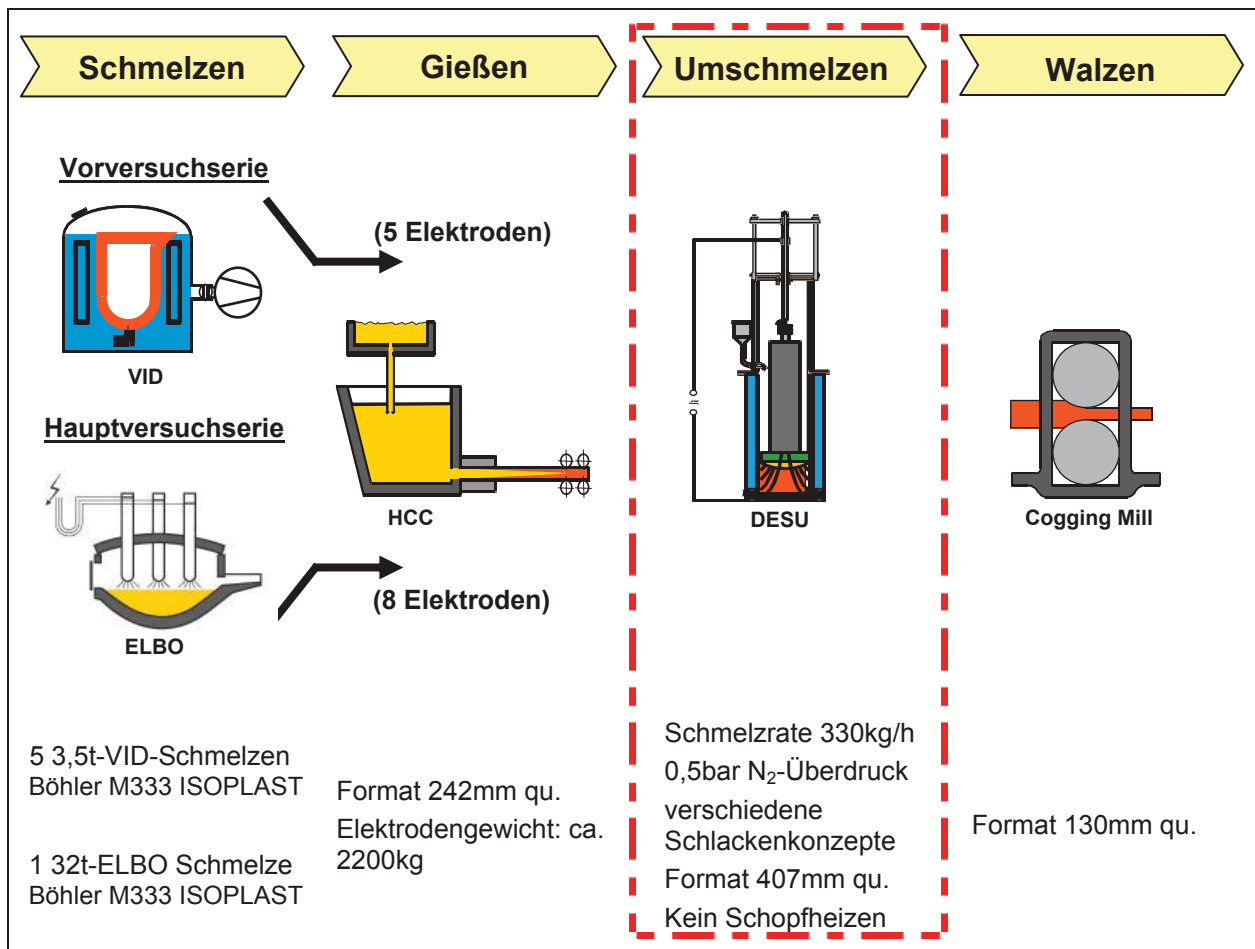 Schmelzen
Gießen
Umschmelzen
Walzen
Vorversuchserie
(5 Elektroden)
VID
Hauptversuchserie
HCC
DESU
Cogging Mill
(8 Elektroden)
ELBO
5 3,5t-VID-Schmelzen
Böhler M333 ISOPLAST
1 32t-ELBO Schmelze
Böhler M333 ISOPLAST
Format 242mm qu.
Elektrodengewicht: ca.
2200kg
Schmelzrate 330kg/h
0,5bar N₂-Überdruck
verschiedene
Schlackenkonzepte
Format 407mm qu.
Kein Schopfheizen
Format 130mm qu.